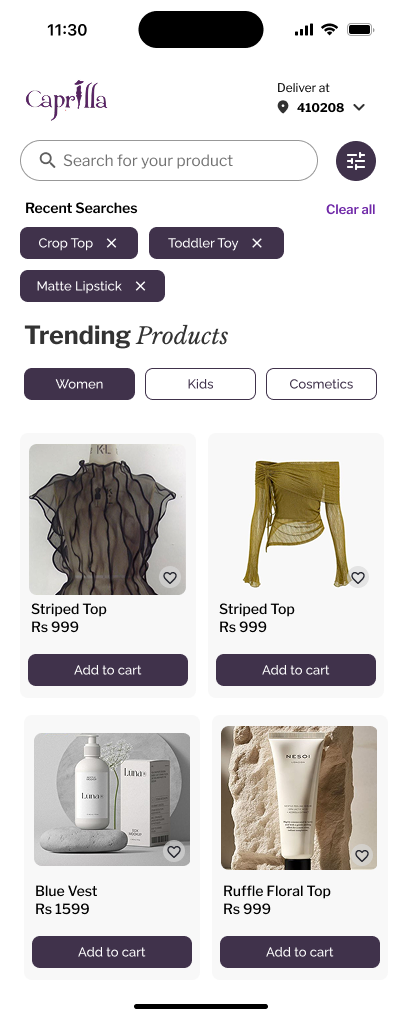 11:30
Caprilla
Deliver at
410208
Search for your product
Recent Searches
Clear all
Crop Top
Toddler Toy
Matte Lipstick
Trending Products
Women
Kids
Cosmetics
K-L
Striped Top
Rs 999
Add to cart
Striped Top
Rs 999
Add to cart
Luna
Luna
NESOI
Blue Vest
Rs 1599
Add to cart
Ruffle Floral Top
Rs 999
Add to cart